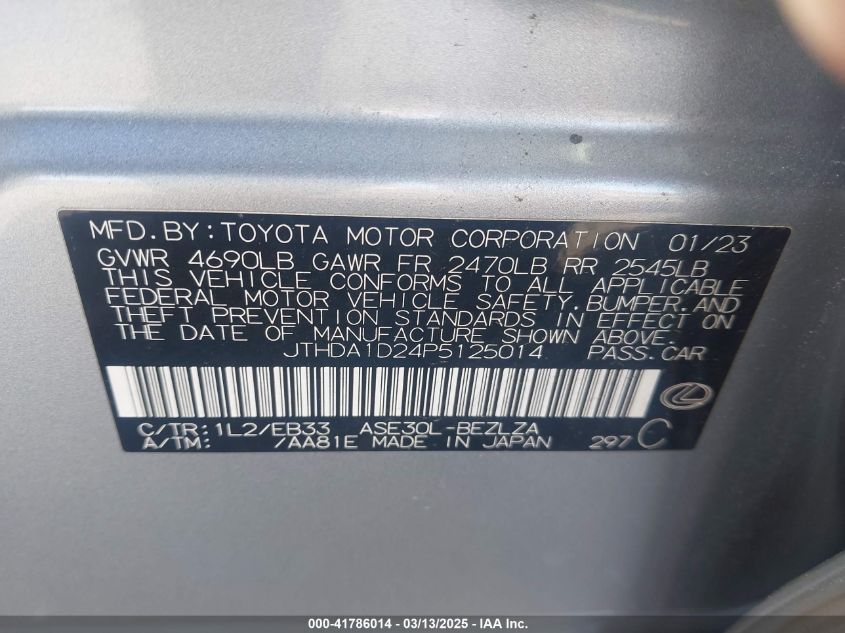 MFD.BY:TOYOTA MOTOR CORPORATION 01/23
GVWR 4690LB GAWR FR 2470LB RR 2545LB
THIS VEHICLE CONFORMS TO ALL APPLICABLE
FEDERAL MOTOR VEHICLE SAFETY,BUMPER,AND
THEFT PREVENTION STANDARDS IN EFFECT ON
THE DATE OF MANUFACTURE SHOWN ABOVE.
JTHDA1D24P5125014 PASS.CAR
C/TR:1L2/EB33 ASE30L-BEZLZA
A/TM: /AA81E MADE IN JAPAN 297 C
000-41786014 / 03/13/2025 — IAA Inc.